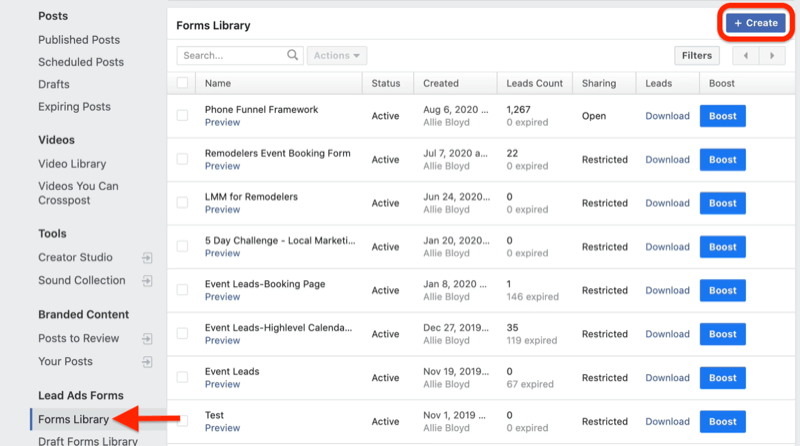 Posts
Published Posts
Scheduled Posts
Drafts
Expiring Posts
Videos
Video Library
Videos You Can
Crosspost
Tools
Creator Studio
Sound Collection
Branded Content
Posts to Review
Your Posts
Lead Ads Forms
Forms Library
Draft Forms Library
Forms Library
+ Create
Search...
Actions
Filters
Name Status Created Leads Count Sharing Leads Boost
Phone Funnel Framework Active Aug 6, 2020 ... 1,267 Open Download Boost
Preview Allie Bloyd 0 expired
Remodelers Event Booking Form Active Jul 7, 2020 a... 22 Restricted Download Boost
Preview Allie Bloyd 0 expired
LMM for Remodelers Active Jun 24, 2020... 0 Restricted Download Boost
Preview Allie Bloyd 0 expired
5 Day Challenge - Local Marketi... Active Jan 20, 2020... 0 Restricted Download Boost
Preview Allie Bloyd 0 expired
Event Leads-Booking Page Active Jan 8, 2020 ... 1 Restricted Download Boost
Preview Allie Bloyd 146 expired
Event Leads-Highlevel Calenda... Active Dec 27, 2019... 35 Restricted Download Boost
Preview Allie Bloyd 119 expired
Event Leads Active Nov 19, 2019... 0 Restricted Download Boost
Preview Allie Bloyd 67 expired
Test Active Nov 1, 2019 ... 0 Restricted Download Boost
Preview Allie Bloyd 0 expired